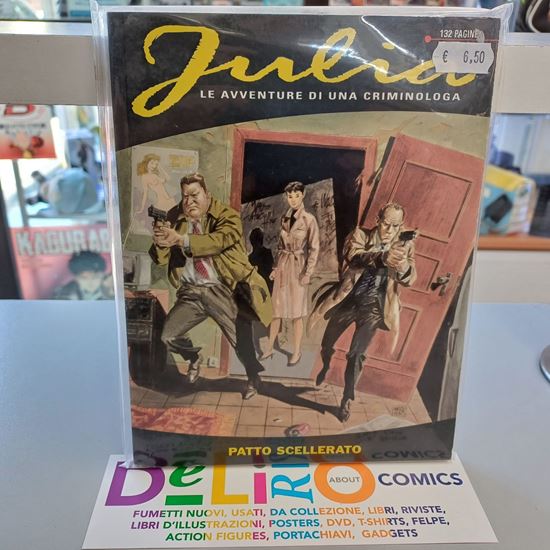 Julia
132 PAGINE
€ 6,50
LE AVVENTURE DI UNA CRIMINOLOGA
KAGURAB
PATTO SCELLERATO
DeLiRiO
ABOUT
COMICS
FUMETTI NUOVI, USATI, DA COLLEZIONE, LIBRI, RIVISTE,
LIBRI D'ILLUSTRAZIONI, POSTERS, DVD, T-SHIRTS, FELPE,
ACTION FIGURES, PORTACHIAVI, GADGETS